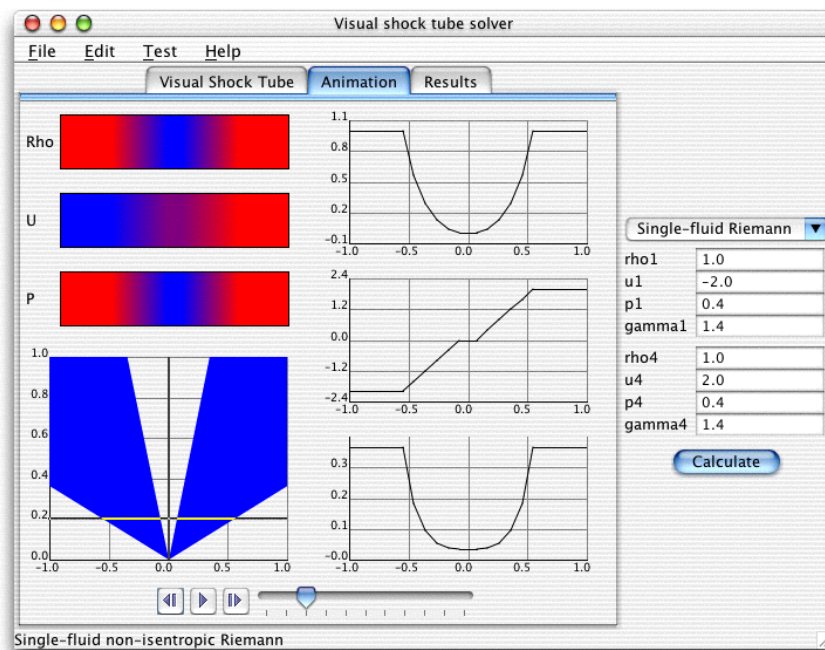 Visual shock tube solver
File Edit Test Help
Visual Shock Tube Animation Results
Rho
U
P
1.1
0.8
0.5
0.2
-0.1
-1.0 -0.5 0.0 0.5 1.0
2.4
1.2
0.0
-1.2
-2.4
-1.0 -0.5 0.0 0.5 1.0
1.0
0.8
0.6
0.4
0.2
0.0
-1.0 -0.5 0.0 0.5 1.0
0.3
0.2
0.1
-0.0
-1.0 -0.5 0.0 0.5 1.0
Single-fluid Riemann
rho1 1.0
u1 -2.0
p1 0.4
gamma1 1.4
rho4 1.0
u4 2.0
p4 0.4
gamma4 1.4
Calculate
Single-fluid non-isentropic Riemann